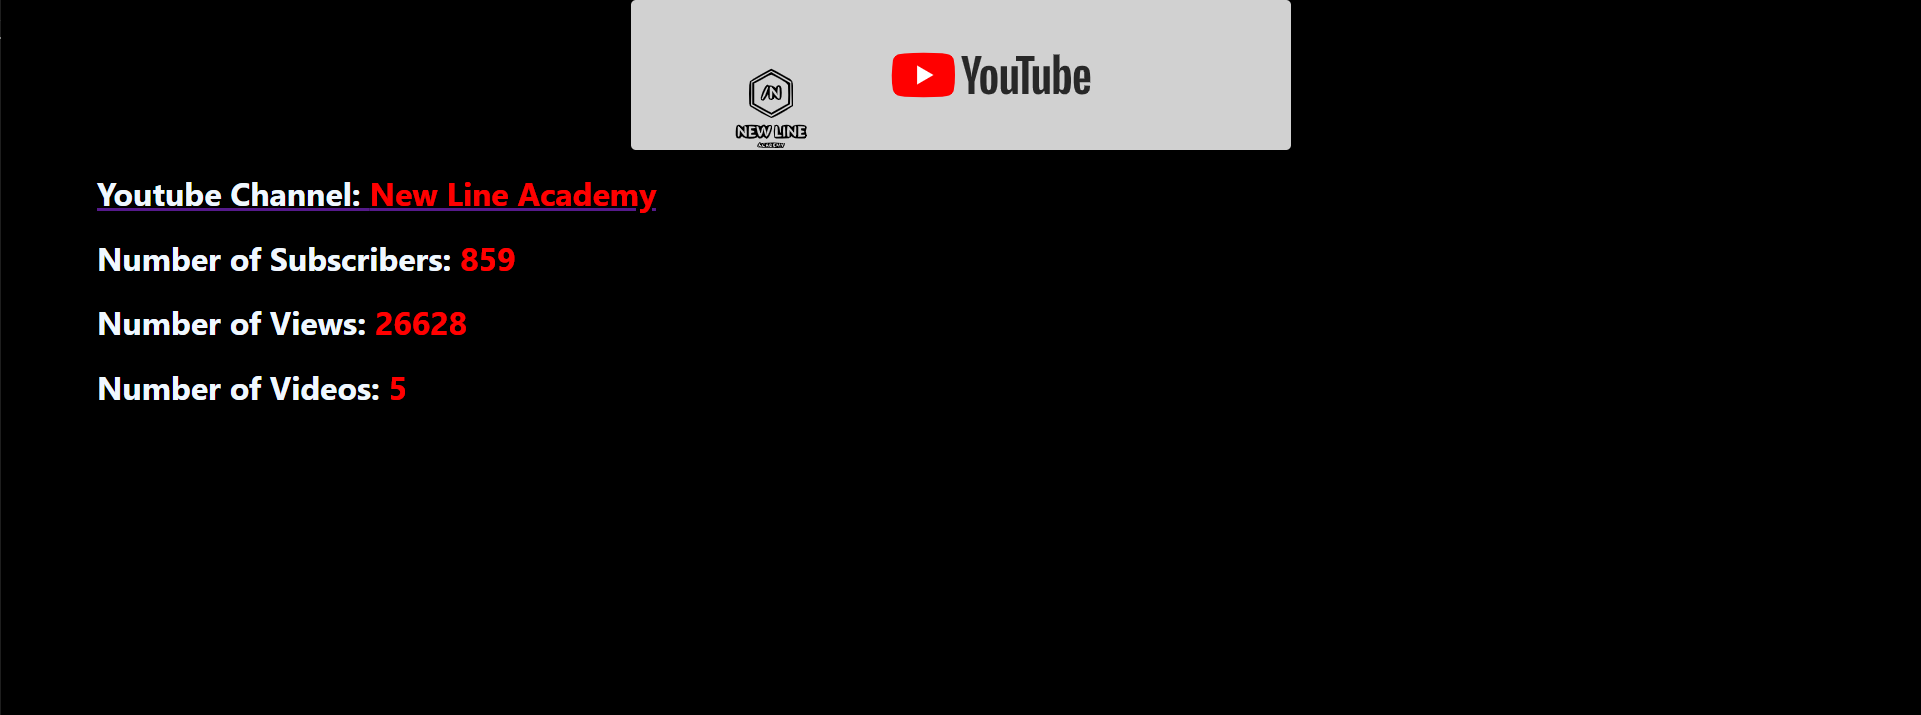 YouTube
/N
NEW LINE
ACADEMY
Youtube Channel: New Line Academy
Number of Subscribers: 859
Number of Views: 26628
Number of Videos: 5